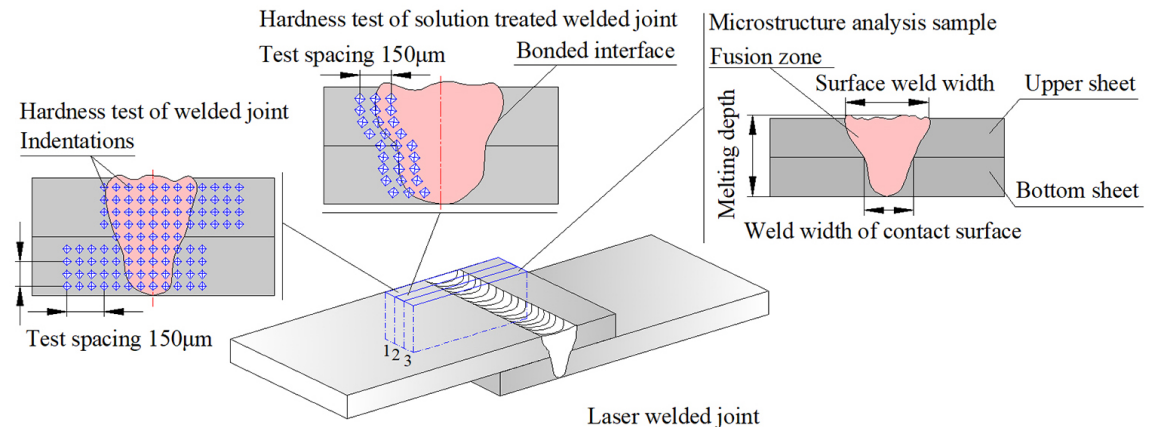 Hardness test of solution treated welded joint
Test spacing 150μm
Bonded interface
Hardness test of welded joint
Indentations
Test spacing 150μm
Microstructure analysis sample
Fusion zone
Surface weld width
Upper sheet
Melting depth
Bottom sheet
Weld width of contact surface
1 2 3
Laser welded joint